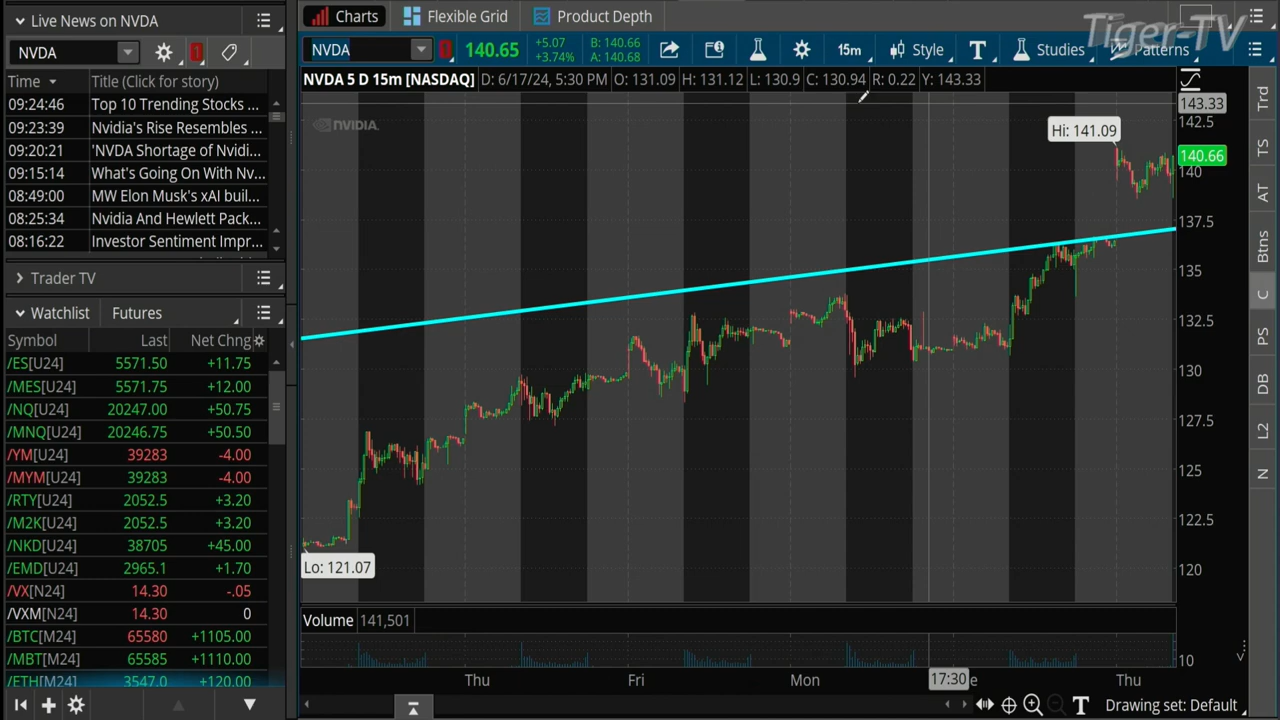 Live News on NVDA
NVDA
1
Time
Title (Click for story)
09:24:46 Top 10 Trending Stocks ...
09:23:39 Nvidia's Rise Resembles ...
09:20:21 'NVDA Shortage of Nvidi...
09:15:14 What's Going On With Nv...
08:49:00 MW Elon Musk's xAI buil...
08:25:34 Nvidia And Hewlett Pack...
08:16:22 Investor Sentiment Impr...
Trader TV
Watchlist Futures
Symbol Last Net Chng
/ES[U24] 5571.50 +11.75
/MES[U24] 5571.75 +12.00
/NQ[U24] 20247.00 +50.75
/MNQ[U24] 20246.75 +50.50
/YM[U24] 39283 -4.00
/MYM[U24] 39283 -4.00
/RTY[U24] 2052.5 +3.20
/M2K[U24] 2052.5 +3.20
/NKD[U24] 38705 +45.00
/EMD[U24] 2965.1 +1.70
/VX[N24] 14.30 -.05
/VXM[N24] 14.30 0
/BTC[M24] 65580 +1105.00
/MBT[M24] 65585 +1110.00
/ETH[M24] 3547.0 +120.00
Charts Flexible Grid Product Depth
Tiger-TV
NVDA 140.65 +5.07 +3.74% B: 140.66 A: 140.68 15m Style T Studies Patterns
NVDA 5 D 15m [NASDAQ] D: 6/17/24, 5:30 PM O: 131.09 H: 131.12 L: 130.9 C: 130.94 R: 0.22 Y: 143.33
NVIDIA.
Hi: 141.09
Lo: 121.07
143.33
142.5
140.66
140
137.5
135
132.5
130
127.5
125
122.5
120
Volume 141,501
10
Thu Fri Mon 17:30 e Thu
T Drawing set: Default
Trd
TS
AT
Btns
C
PS
DB
L2
N